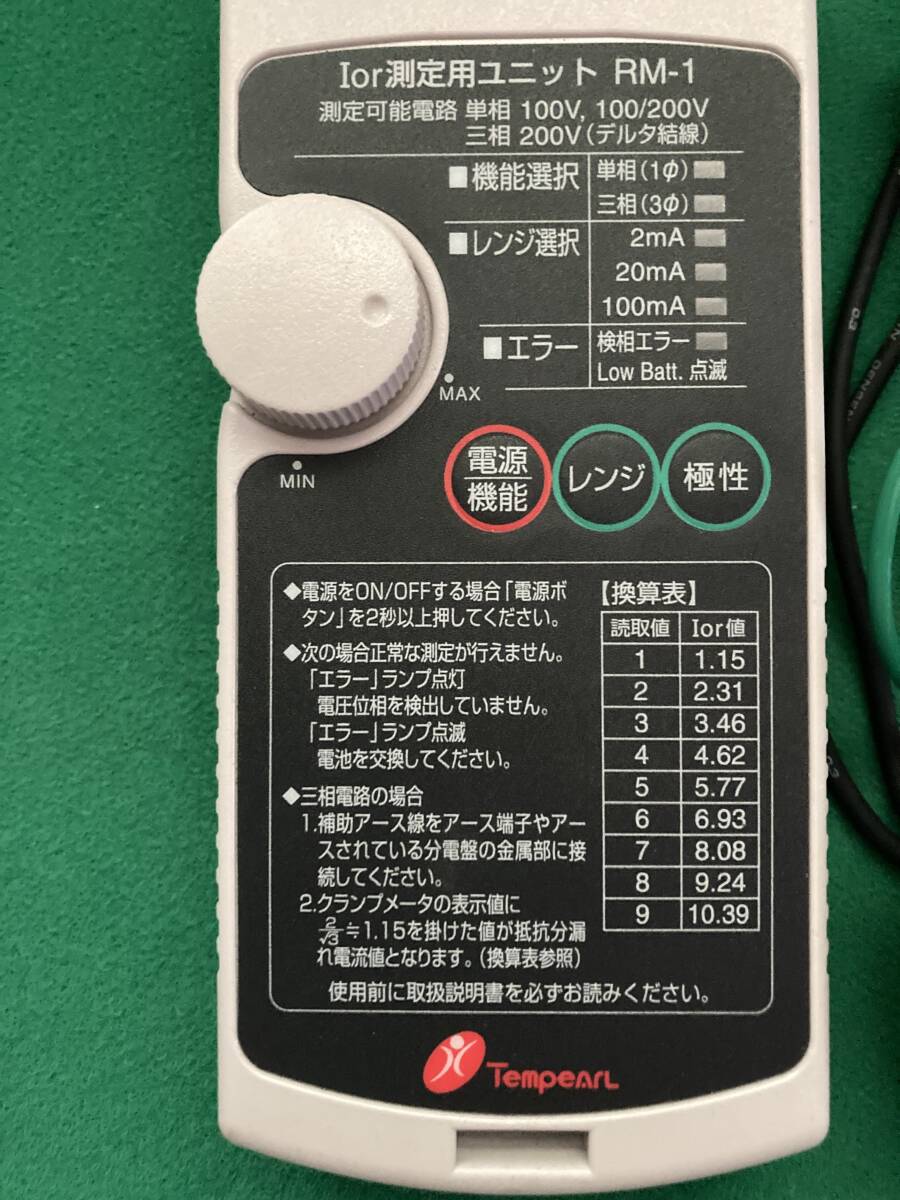 Ior測定用ユニット RM-1
測定可能電路 単相 100V, 100/200V
三相 200V(デルタ結線)
■機能選択 単相(1φ)
三相(3φ)
■レンジ選択 2mA
20mA
100mA
■エラー 検相エラー
Low Batt. 点滅
MAX
MIN
電源
機能
レンジ
極性
◆電源をON/OFFする場合「電源ボ
タン」を2秒以上押してください。
◆次の場合正常な測定が行えません。
「エラー」ランプ点灯
電圧位相を検出していません。
「エラー」ランプ点滅
電池を交換してください。
◆三相電路の場合
1.補助アース線をアース端子やアー
スされている分電盤の金属部に接
続してください。
2.クランプメータの表示値に
2/√3≒1.15を掛けた値が抵抗分漏
れ電流値となります。(換算表参照)
【換算表】
読取値 Ior値
1 1.15
2 2.31
3 3.46
4 4.62
5 5.77
6 6.93
7 8.08
8 9.24
9 10.39
使用前に取扱説明書を必ずお読みください。
Tempearl